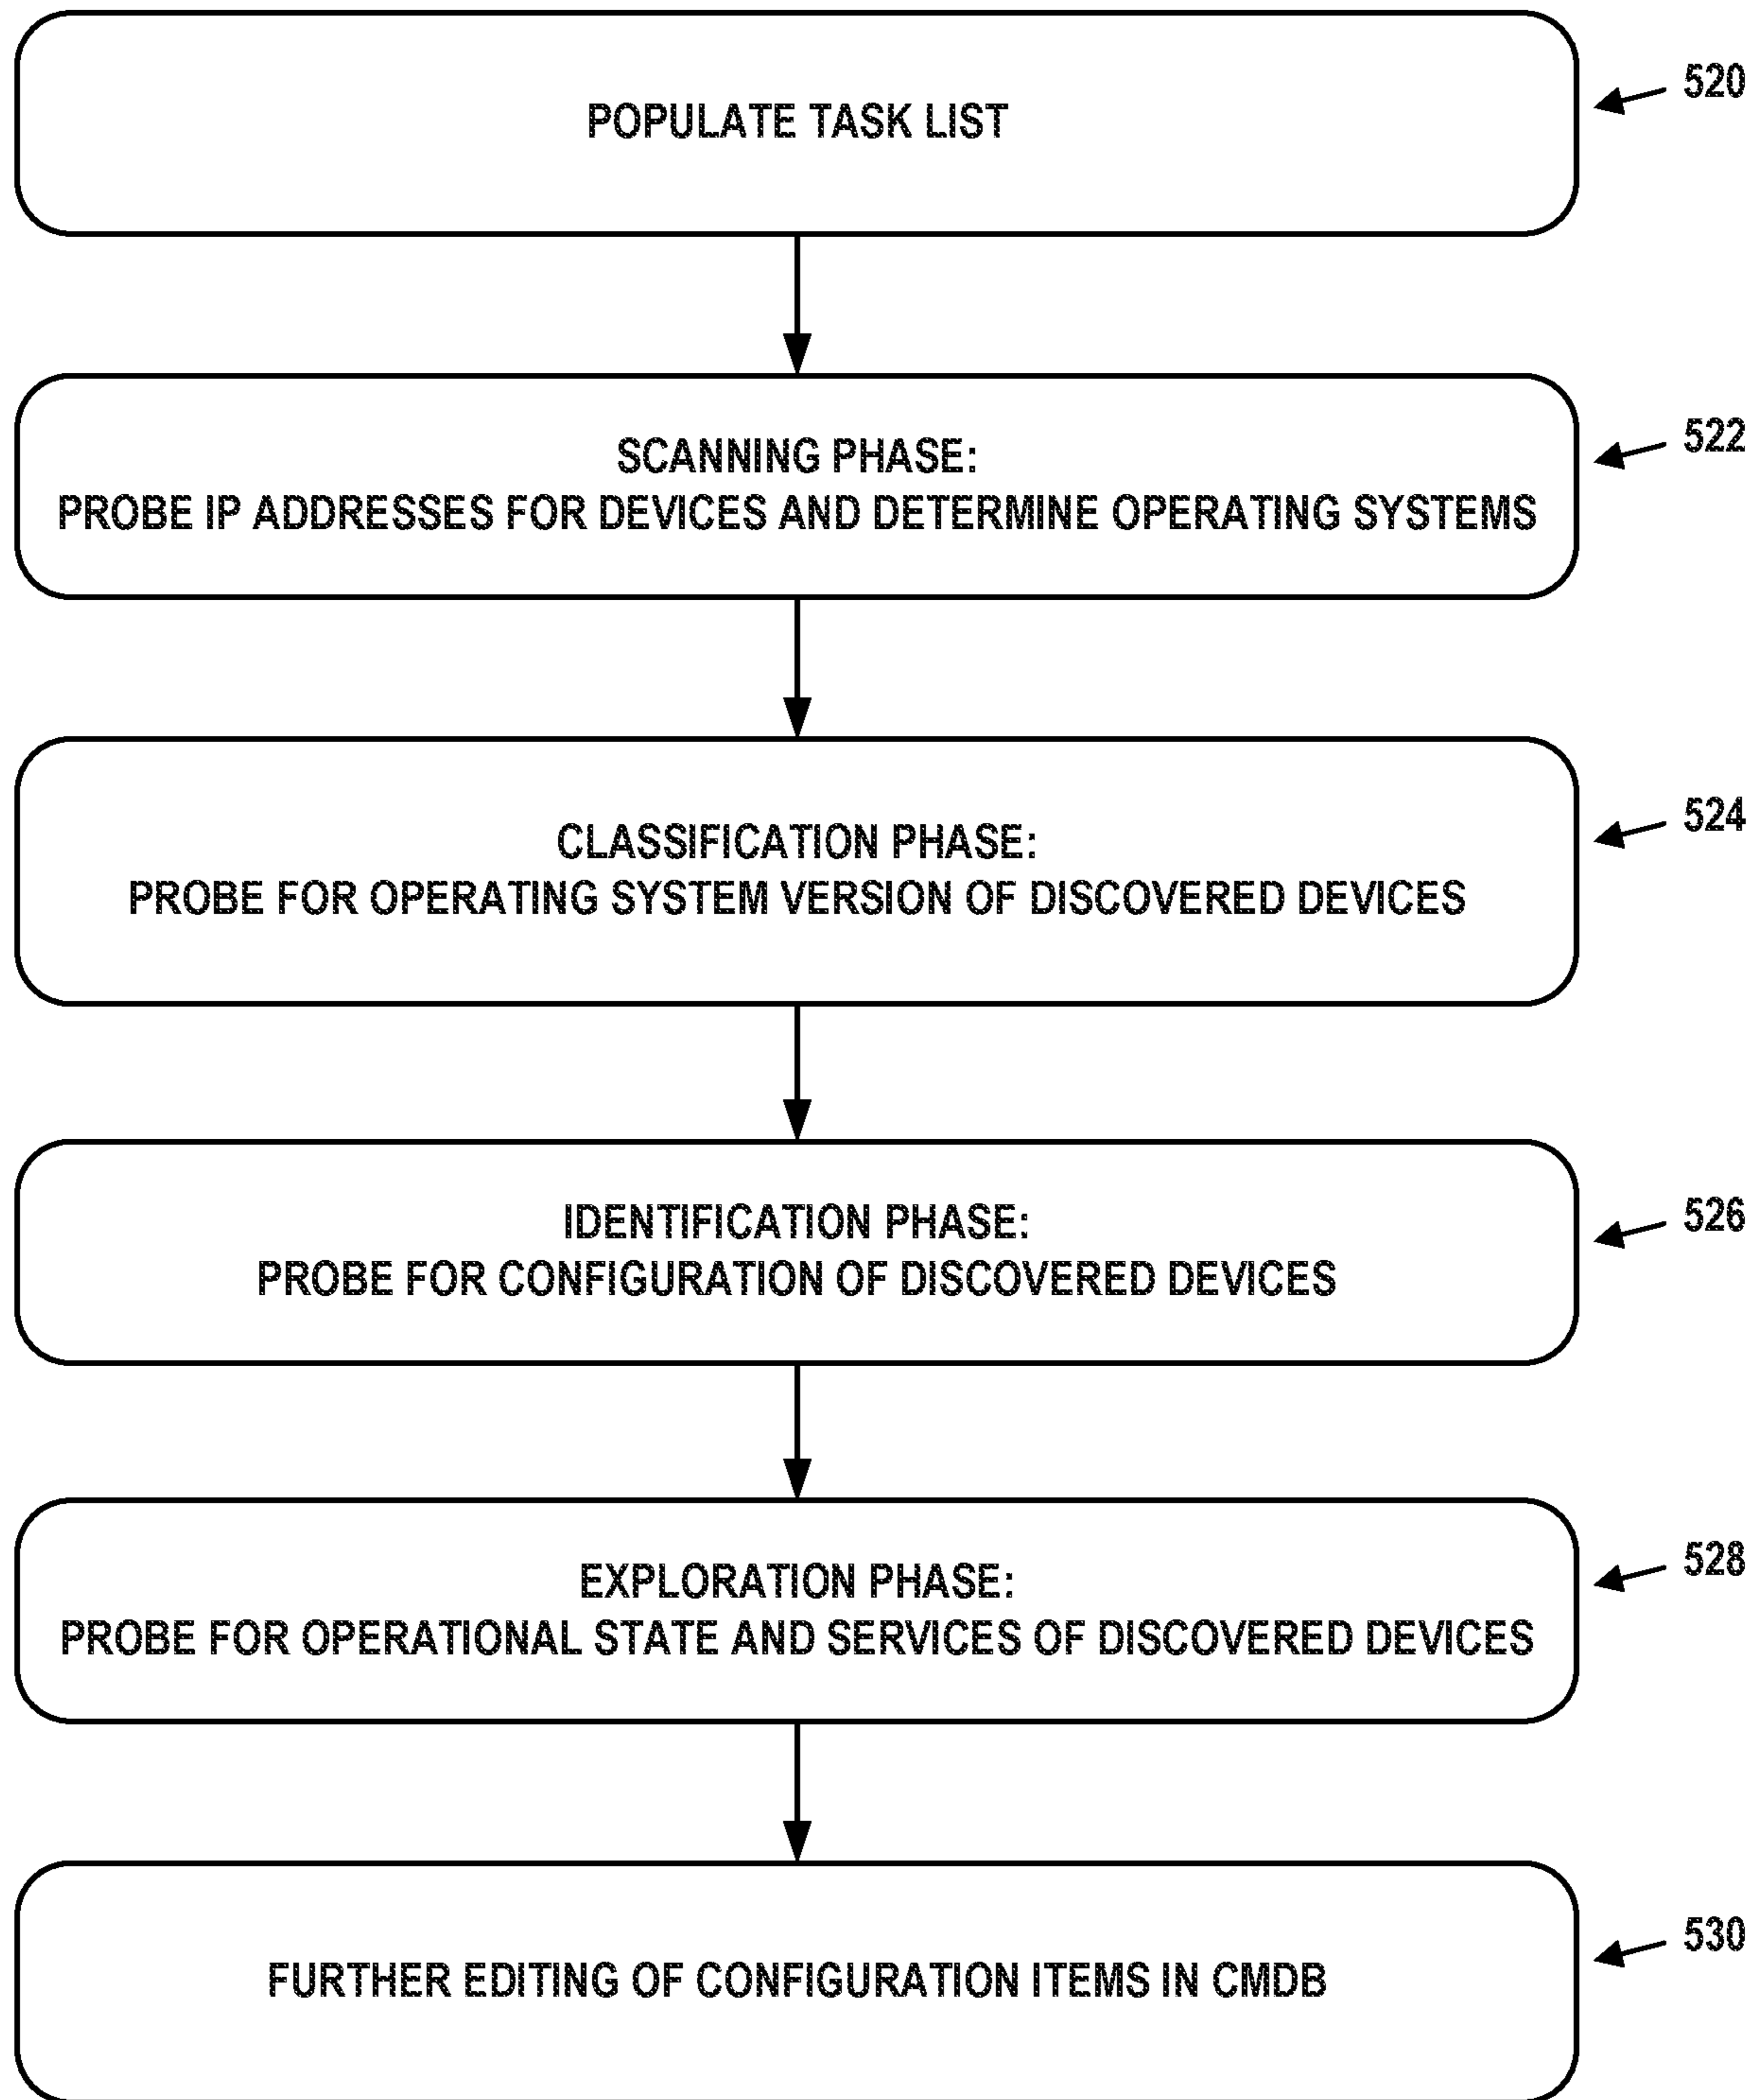 POPULATE TASK LIST
520
SCANNING PHASE:
PROBE IP ADDRESSES FOR DEVICES AND DETERMINE OPERATING SYSTEMS
522
CLASSIFICATION PHASE:
PROBE FOR OPERATING SYSTEM VERSION OF DISCOVERED DEVICES
524
IDENTIFICATION PHASE:
PROBE FOR CONFIGURATION OF DISCOVERED DEVICES
526
EXPLORATION PHASE:
PROBE FOR OPERATIONAL STATE AND SERVICES OF DISCOVERED DEVICES
528
FURTHER EDITING OF CONFIGURATION ITEMS IN CMDB
530